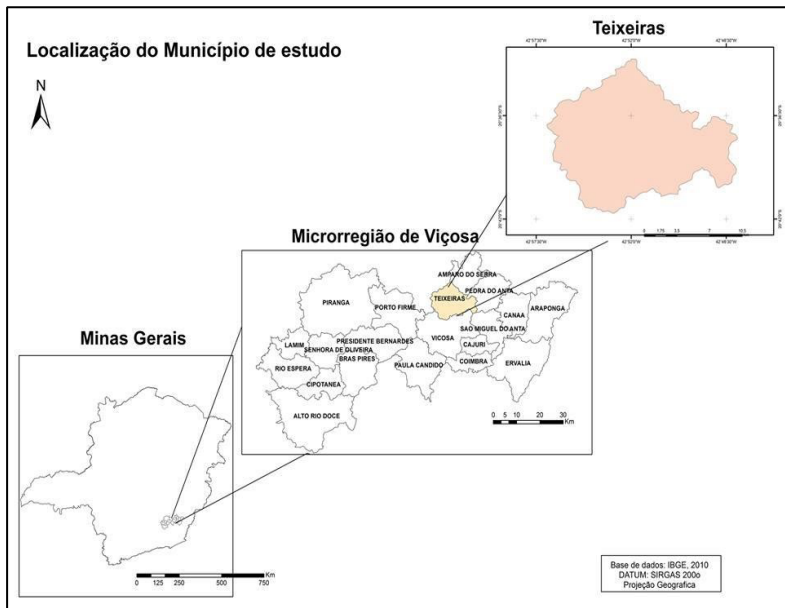 Localização do Município de estudo
N
Teixeiras
Microrregião de Viçosa
AMPARO DO SERRA
PEDRA DO ANTA
TEIXEIRAS
PIRANGA
PORTO FIRME
CANAA
ARAPONGA
LAMIM
PRESIDENTE BERNARDES
SENHORA DE OLIVEIRA
BRAS PIRES
VICOSA
SAO MIGUEL DO ANTA
CAJURI
RIO ESPERA
CIPOTANEA
PAULA CANDIDO
COIMBRA
ERVALIA
ALTO RIO DOCE
0 5 10 20 30
Km
Minas Gerais
0 125 250 500 750
Km
Base de dados: IBGE, 2010
DATUM: SIRGAS 200o
Projeção Geografica